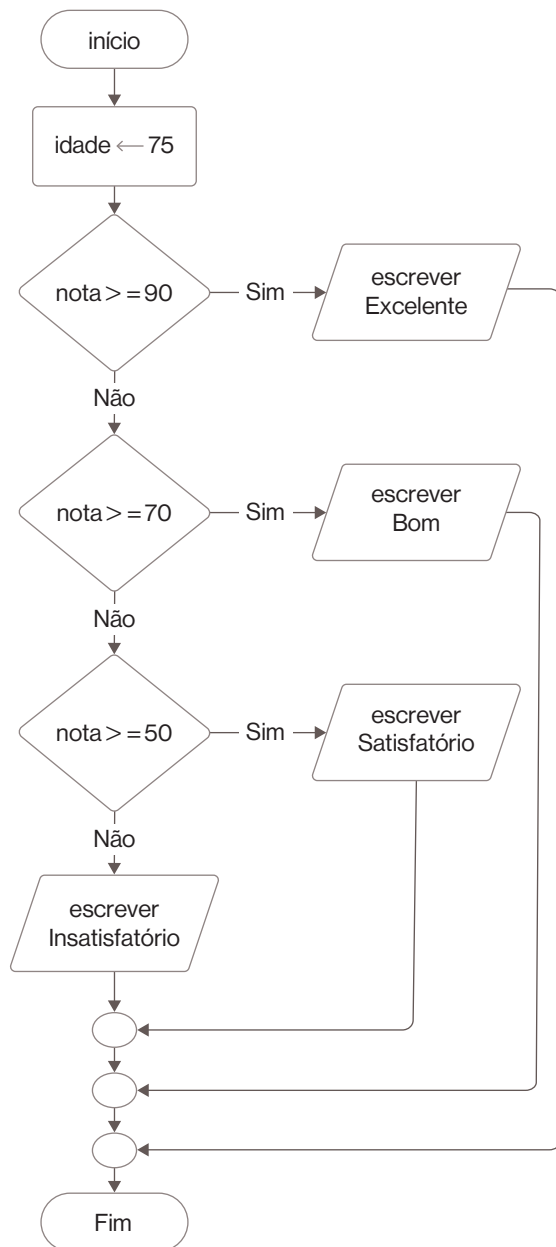 início
idade ← 75
nota >= 90
Sim
escrever
Excelente
Não
nota >= 70
Sim
escrever
Bom
Não
nota >= 50
Sim
escrever
Satisfatório
Não
escrever
Insatisfatório
Fim